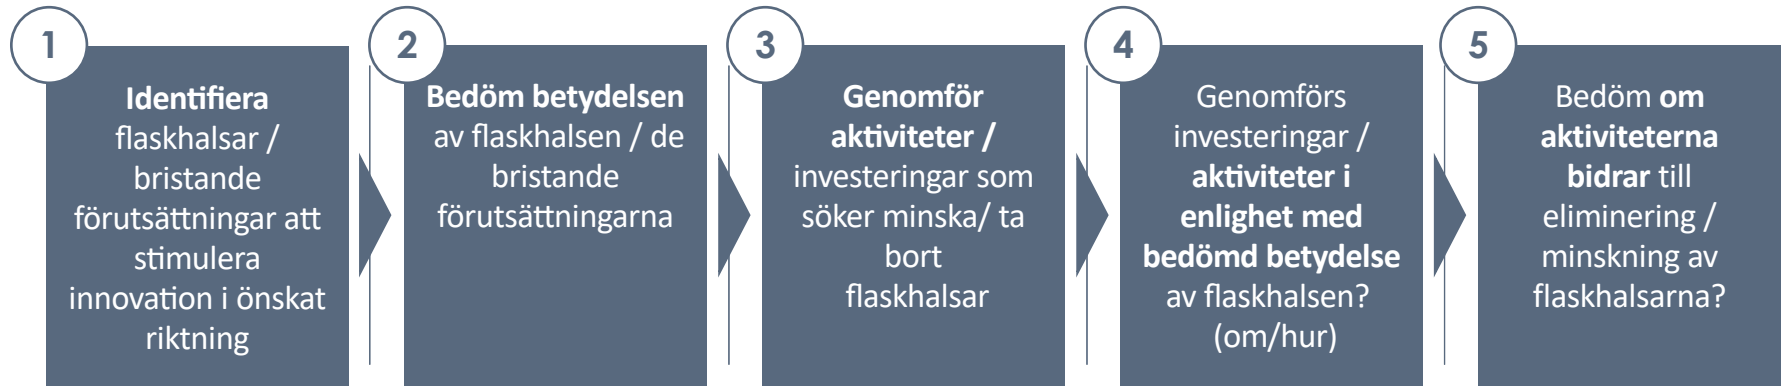 1
Identifiera
flaskhalsar /
bristande
förutsättningar att
stimulera
innovation i önskat
riktning
2
Bedöm betydelsen
av flaskhalsen / de
bristande
förutsättningarna
3
Genomför
aktiviteter /
investeringar som
söker minska/ ta
bort
flaskhalsar
4
Genomförs
investeringar /
aktiviteter i
enlighet med
bedömd betydelse
av flaskhalsen?
(om/hur)
5
Bedöm om
aktiviteterna
bidrar till
eliminering /
minskning av
flaskhalsarna?